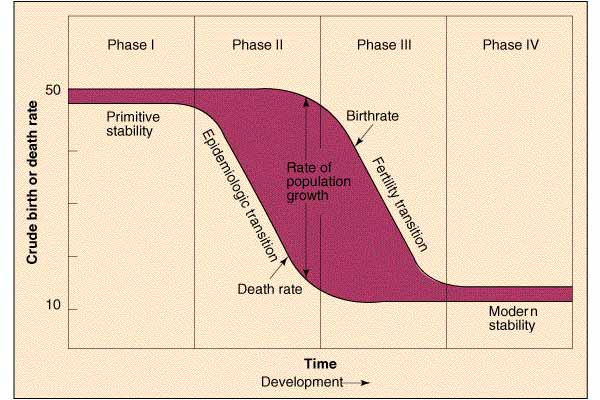 Phase I
Phase II
Phase III
Phase IV
50
Primitive
stability
Birthrate
Epidemiologic transition
Rate of
population
growth
Fertility transition
Crude birth or death rate
Death rate
10
Modern
stability
Time
Development